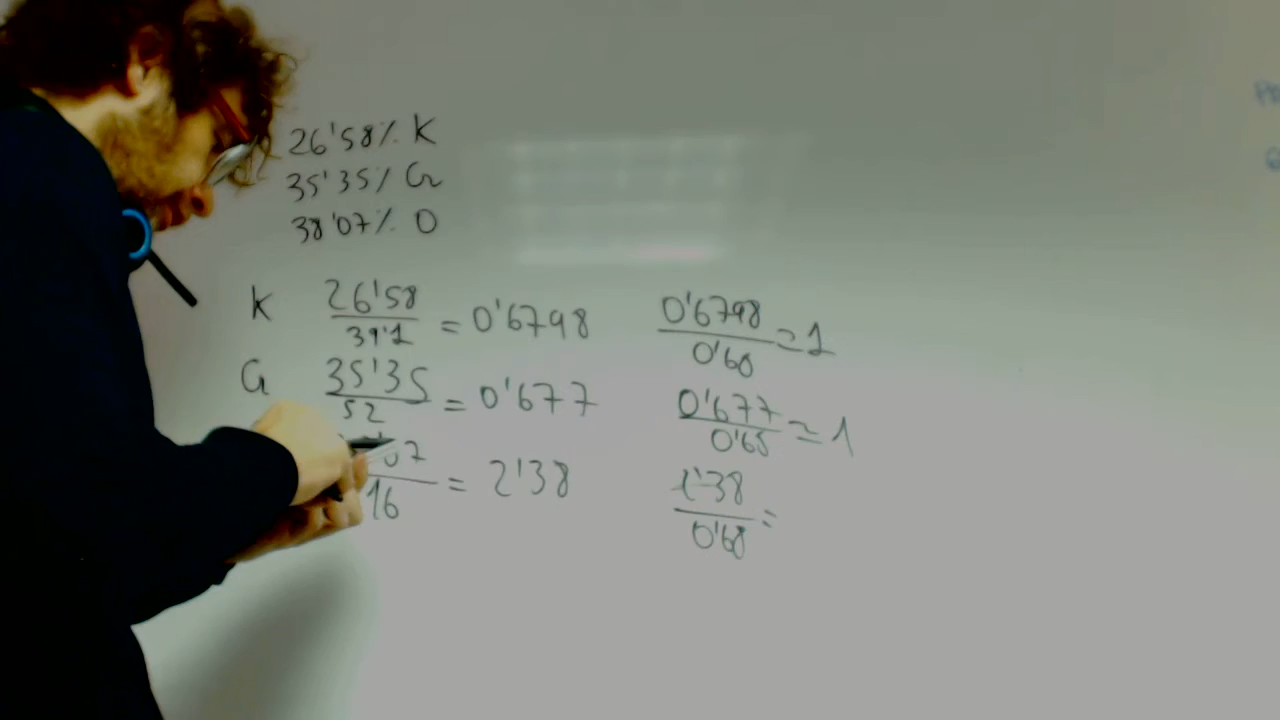 26'58% K
35'35% Cr
38'07% O
K 26'58/39'1 = 0'6798 0'6798/0'68 = 1
Cr 35'35/52 = 0'677 0'677/0'68 = 1
07/16 = 2'38 2'38/0'68 =